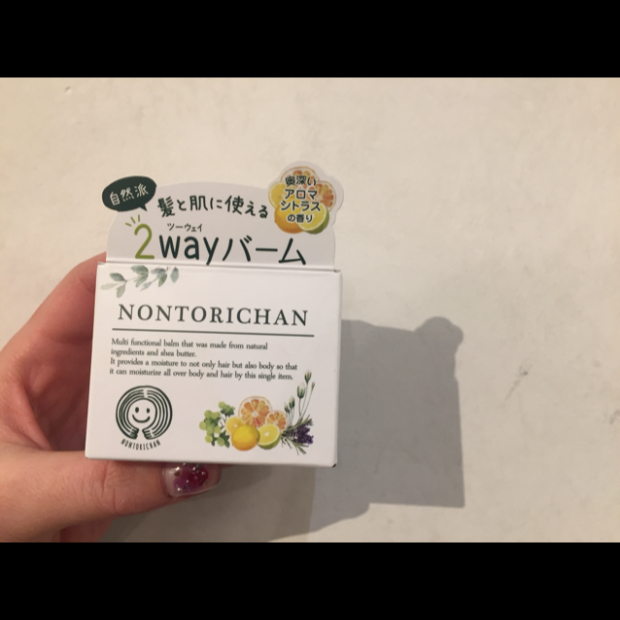 自然派
髪と肌に使える
ツーウェイ
2wayバーム
奥深い
アロマ
シトラス
の香り
NONTORICHAN
Multi functional balm that was made from natural
ingredients and shea butter.
It provides a moisture to not only hair but also body so that
it can moisturize all over body and hair by this single item.
NONTORICHAN